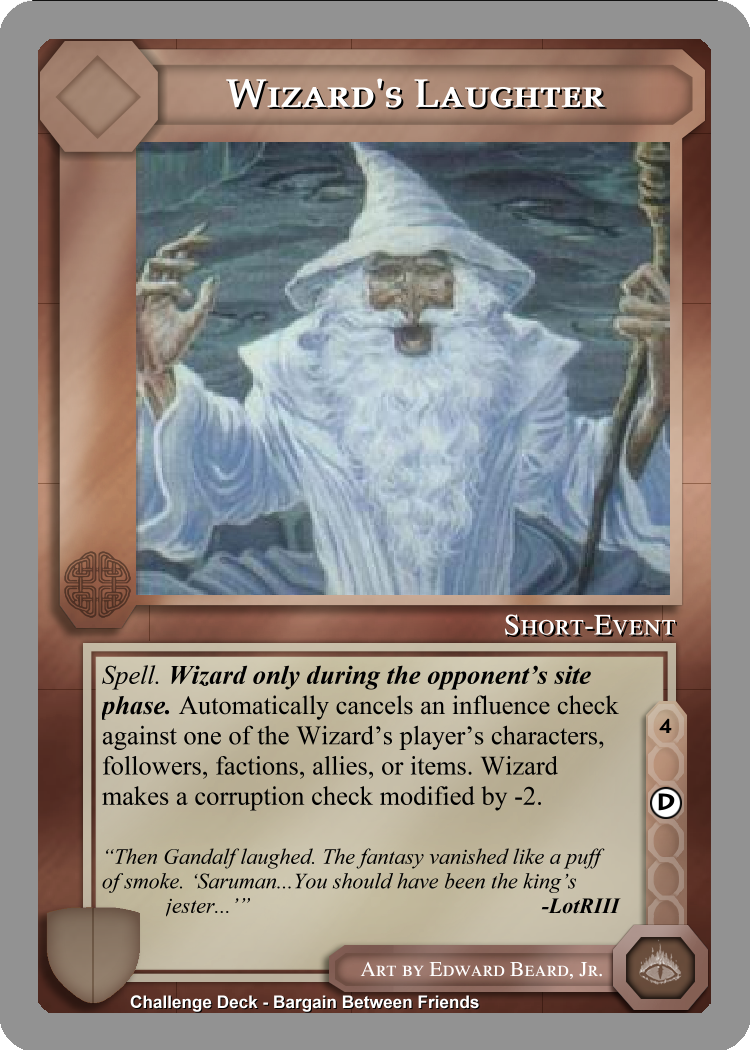 Wizard's Laughter
Short-Event
Spell. Wizard only during the opponent’s site
phase. Automatically cancels an influence check
against one of the Wizard’s player’s characters,
followers, factions, allies, or items. Wizard
makes a corruption check modified by -2.
4
D
“Then Gandalf laughed. The fantasy vanished like a puff
of smoke. ‘Saruman...You should have been the king’s
jester...’” -LotRIII
Art by Edward Beard, Jr.
Challenge Deck - Bargain Between Friends